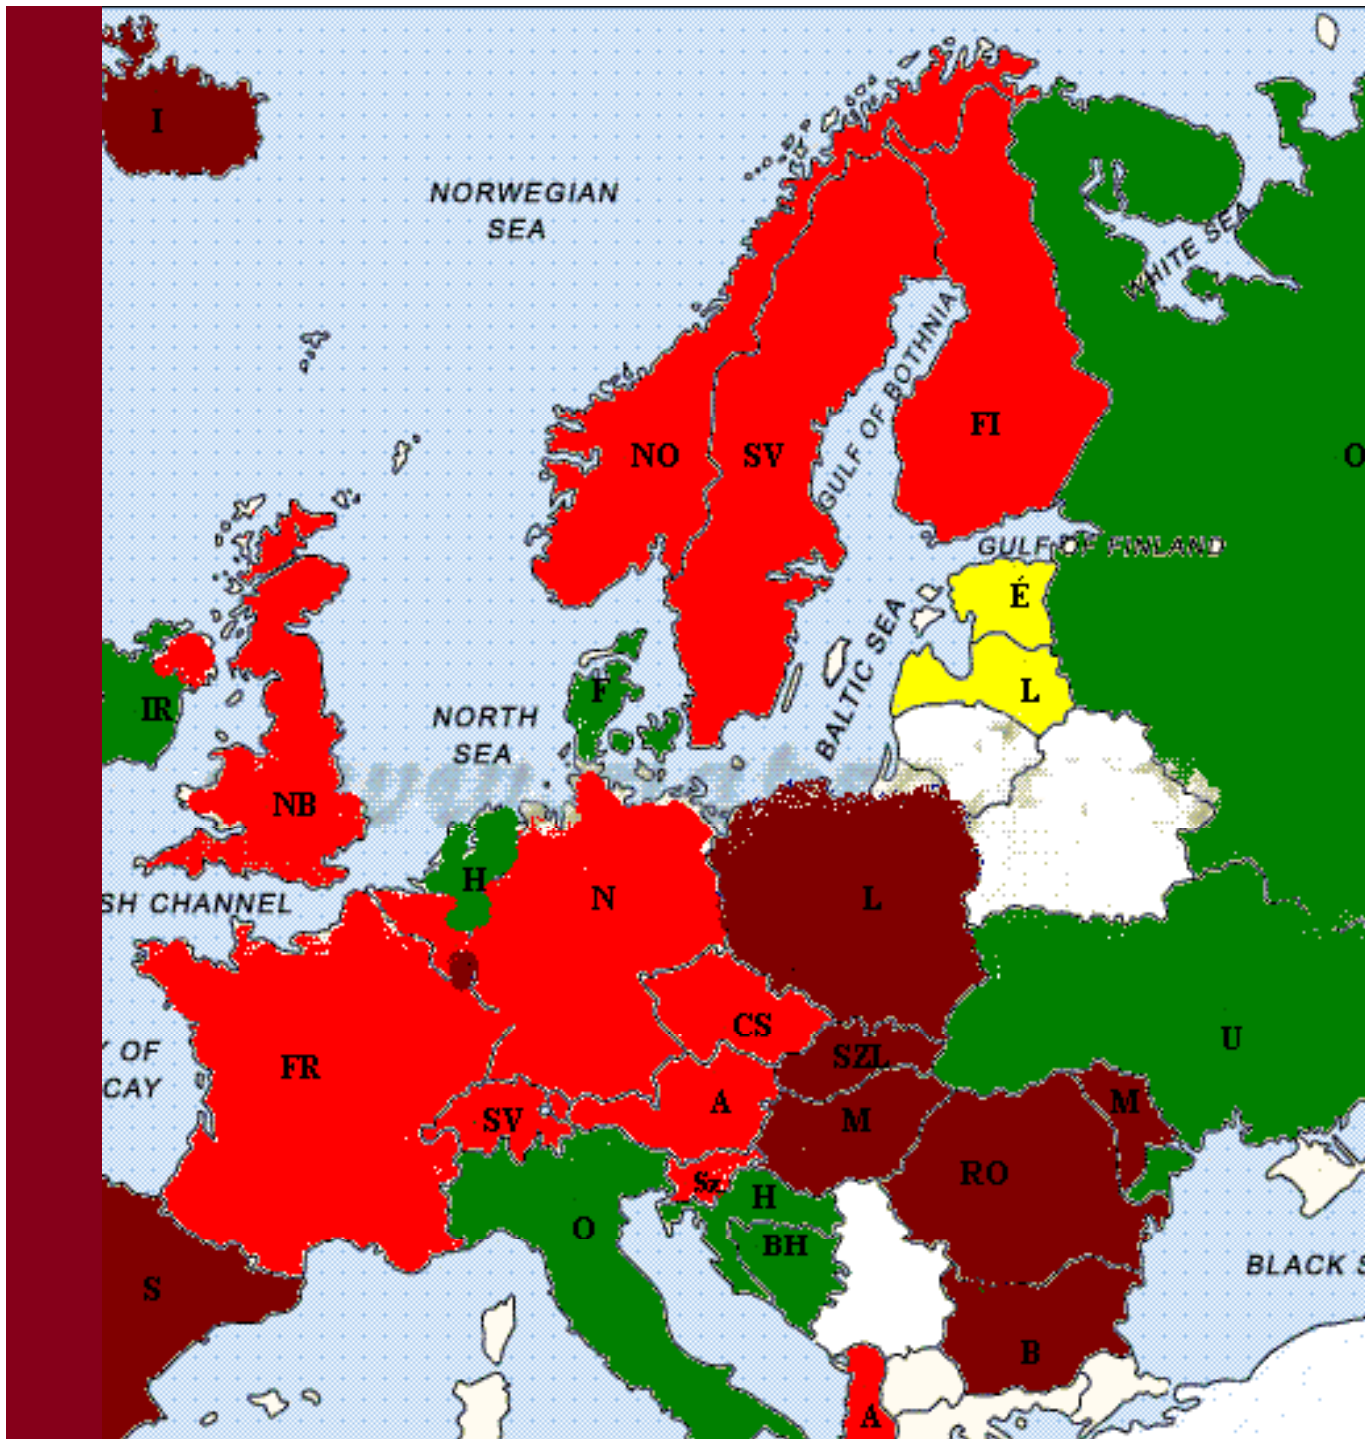 I
NORWEGIAN
SEA
WHITE SEA
GULF OF BOTHNIA
FI
NO
SV
O
GULF OF FINLAND
É
BALTIC SEA
L
F
IR
NORTH
SEA
NB
H
N
L
SH CHANNEL
CS
U
Y OF
CAY
FR
SZL
SV
A
M
M
RO
Sz
H
O
BH
BLACK S
S
B
A